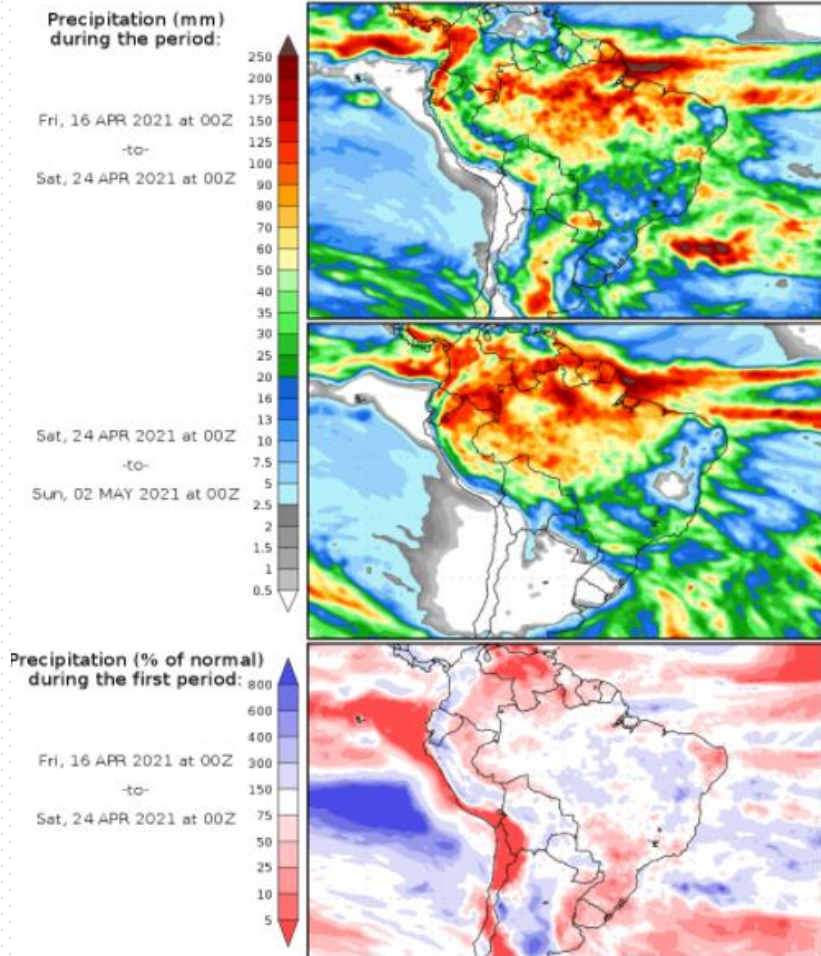 Precipitation (mm)
during the period:
Fri, 16 APR 2021 at 00Z
-to-
Sat, 24 APR 2021 at 00Z
250
200
175
150
125
100
90
80
70
60
50
40
35
30
25
20
16
13
10
7.5
5
2.5
2
1.5
1
0.5
Sat, 24 APR 2021 at 00Z
-to-
Sun, 02 MAY 2021 at 00Z
Precipitation (% of normal)
during the first period:
Fri, 16 APR 2021 at 00Z
-to-
Sat, 24 APR 2021 at 00Z
800
600
400
300
150
75
50
25
10
5